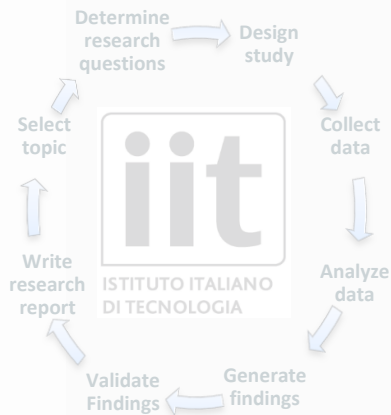 Determine
research
questions
Design
study
Select
topic
Collect
data
iit
ISTITUTO ITALIANO
DI TECNOLOGIA
Write
research
report
Analyze
data
Validate
Findings
Generate
findings